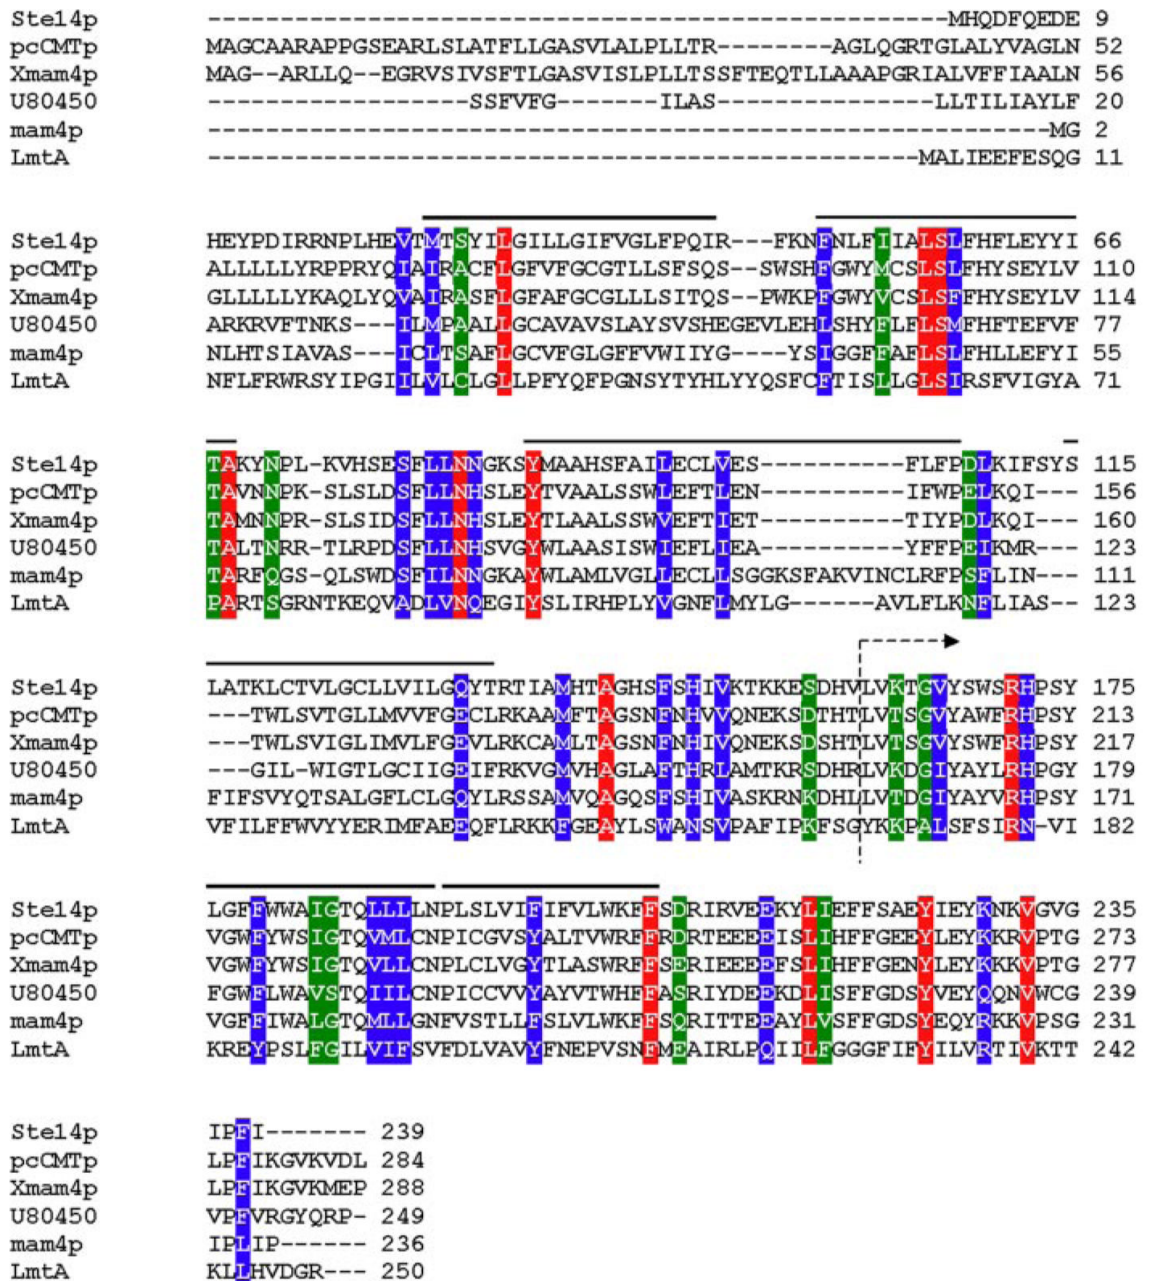 Ste14p ---------------------------------------------------MHQDFQEDE 9
pcCMTp MAGCAARAPPGSEARLSLATFLLGASVLALPLLTR--------AGLQGRTGLALYVAGLN 52
Xmam4p MAG--ARLLQ--EGRVSIVSFTLGASVISLPLLTSSFTEQTLLAAAPGRIALVFFIAALN 56
U80450 ------------------SSFVFG-------ILAS---------------LLTILIAYLF 20
mam4p ----------------------------------------------------------MG 2
LmtA -------------------------------------------------MALIEEFESQG 11
Ste14p HEYPDIRRNPLHEVTMTSYILGILLGIFVGLFPQIR---FKNFNLFIIALSLFHFLEYYI 66
pcCMTp ALLLLLYRPPRYQIAIRACFLGFVFGCGTLLSFSQS--SWSHFGWYMCSLSLFHYSEYLV 110
Xmam4p GLLLLLYKAQLYQVAIRASFLGFAFGCGLLLSITQS--PWKPFGWYVCSLSFFHYSEYLV 114
U80450 ARKRVFTNKS---ILMPAALLGCAVAVSLAYSVSHEGEVLEHLSHYFLFLSMFHFTEFVF 77
mam4p NLHTSIAVAS---ICLTSAFLGCVFGLGFFVWIIYG----YSIGGFFAFLSLFHLLEFYI 55
LmtA NFLFRWRSYIPGIILVLCLGLLPFYQFPGNSYTYHLYYQSFCFTISLLGLSIRSFVIGYA 71
Ste14p TAKYNPL-KVHSESFLLNNGKSYMAAHSFAILECLVES----------FLFPDLKIFSYS 115
pcCMTp TAVNNPK-SLSLDSFLLNHSLEYTVAALSSWLEFTLEN----------IFWPELKQI--- 156
Xmam4p TAMNNPR-SLSIDSFLLNHSLEYTLAALSSWVEFTIET----------TIYPDLKQI--- 160
U80450 TALTNRR-TLRPDSFLLNHSVGYWLAASISWIEFLIEA----------YFFPEIKMR--- 123
mam4p TARFQGS-QLSWDSFILNNGKAYWLAMLVGLLECLLSGGKSFAKVINCLRFPSFLIN--- 111
LmtA PARTSGRNTKEQVADLVNQEGIYSLIRHPLYVGNFLMYLG------AVLFLKNFLIAS-- 123
Ste14p LATKLCTVLGCLLVILGQYTRTIAMHTAGHSFSHIVKTKKESDHVLVKTGVYSWSRHPSY 175
pcCMTp ---TWLSVTGLLMVVFGECLRKAAMFTAGSNFNHVVQNEKSDTHTLVTSGVYAWFRHPSY 213
Xmam4p ---TWLSVIGLIMVLFGEVLRKCAMLTAGSNFNHIVQNEKSDSHTLVTSGVYSWFRHPSY 217
U80450 ---GIL-WIGTLGCIIGEIFRKVGMVHAGLAFTHRLAMTKRSDHRLVKDGIYAYLRHPGY 179
mam4p FIFSVYQTSALGFLCLGQYLRSSAMVQAGQSFSHIVASKRNKDHLLVTDGIYAYVRHPSY 171
LmtA VFILFFWVYYERIMFAEEQFLRKKFGEAYLSWANSVPAFIPKFSGYKKPALSFSIRN-VI 182
Ste14p LGFFWWAIGTQLLLLNPLSLVIFIFVLWKFFSDRIRVEEKYLIEFFSAEYIEYKNKVGVG 235
pcCMTp VGWFYWSIGTQVMLCNPICGVSYALTVWRFFRDRTEEEEISLIHFFGEEYLEYKKRVPTG 273
Xmam4p VGWFYWSIGTQVLLCNPLCLVGYTLASWRFFSERIEEEEFSLIHFFGENYLEYKKKVPTG 277
U80450 FGWFLWAVSTQIILCNPICCVVYAYVTWHFFASRIYDEEKDLISFFGDSYVEYQQNVWCG 239
mam4p VGFFIWALGTQMLLGNFVSTLLFSLVLWKFFSQRITTEEAYLVSFFGDSYEQYRKKVPSG 231
LmtA KREYPSLFGILVIFSVFDLVAVYFNEPVSNFMEAIRLPQIILFGGGFIFYILVRTIVKTT 242
Ste14p IPFI------- 239
pcCMTp LPFIKGVKVDL 284
Xmam4p LPFIKGVKMEP 288
U80450 VPFVRGYQRP- 249
mam4p IPLIP------ 236
LmtA KLLHVDGR--- 250